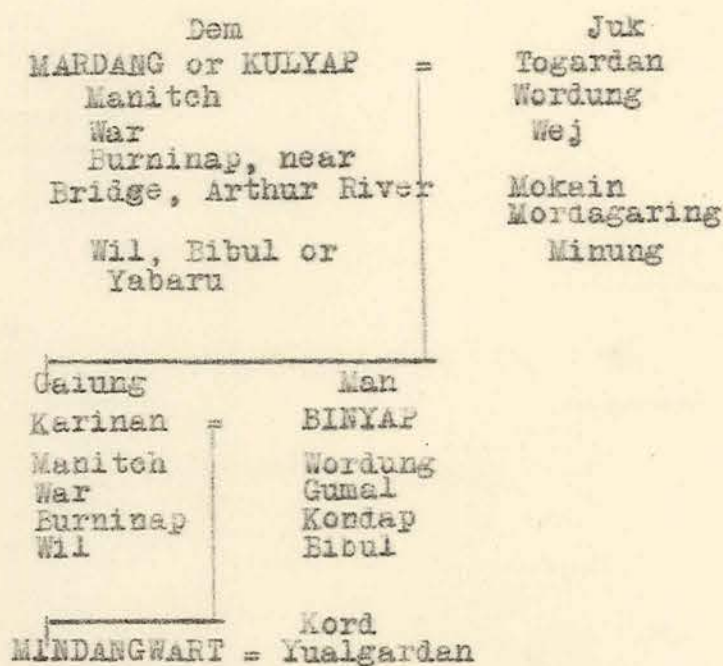 Dem Juk
MARDANG or KULYAP = Togardan
Manitch Wordung
War Wej
Burninap, near
Bridge, Arthur River Mokain
Mordagaring
Wil, Bibul or Minung
Yabaru
Gaiung Man
Karinan = BINYAP
Manitch Wordung
War Gumal
Burninap Kondap
Wil Bibul
Kord
MINDANGWART = Yualgardan